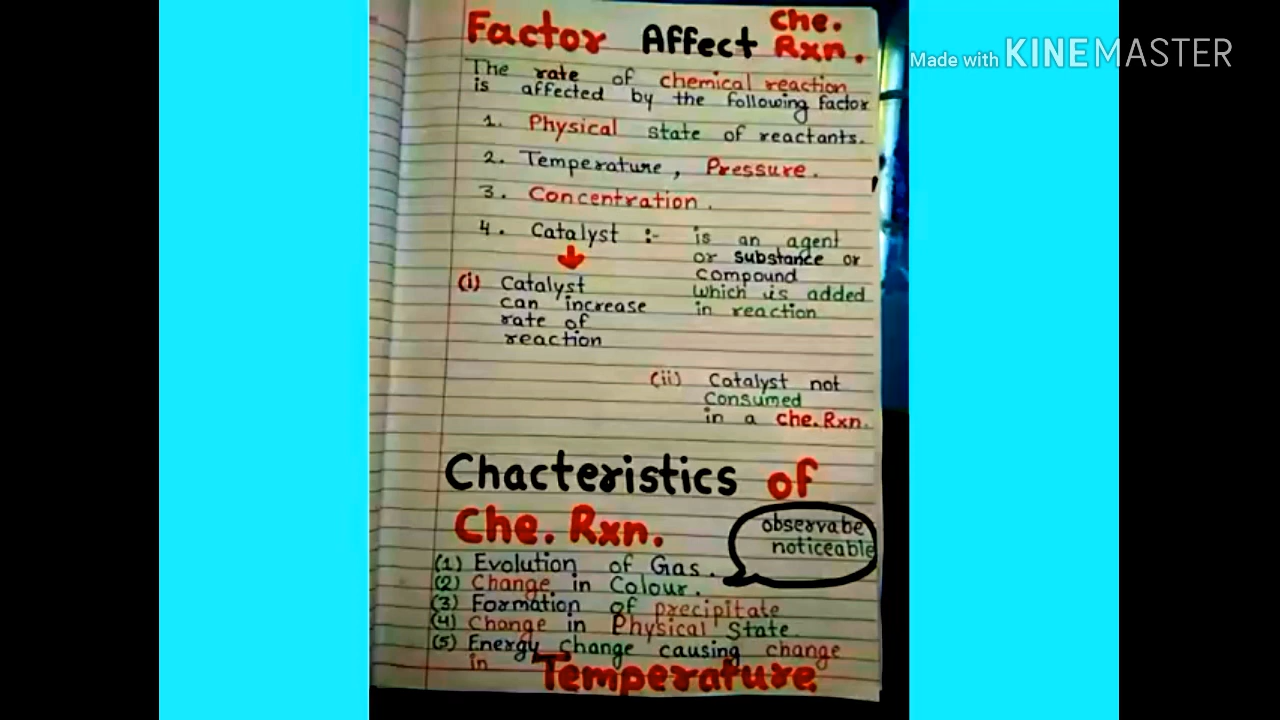 Factor Affect Che. Rxn.
Made with KINEMASTER
The rate of chemical reaction
is affected by the following factor
1. Physical state of reactants.
2. Temperature, Pressure.
3. Concentration.
4. Catalyst :- is an agent
or substance or
compound
which is added
in reaction
(i) Catalyst
can increase
rate of
reaction
(ii) Catalyst not
Consumed
in a che. Rxn.
Chacteristics of
Che. Rxn.
observabe
noticeable
(1) Evolution of Gas.
(2) Change in Colour.
(3) Formation of precipitate
(4) Change in Physical State.
(5) Energy change causing change
in Temperature.